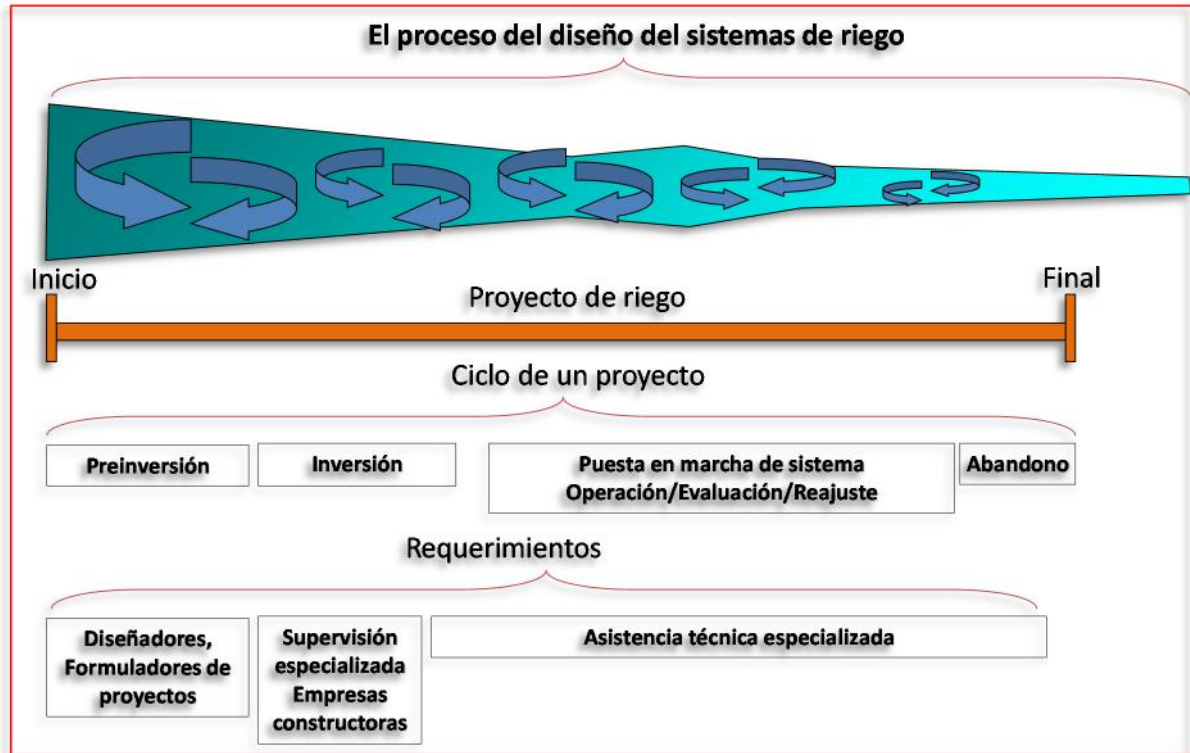 El proceso del diseño del sistemas de riego
Inicio
Final
Proyecto de riego
Ciclo de un proyecto
Preinversión
Inversión
Puesta en marcha de sistema
Operación/Evaluación/Reajuste
Abandono
Requerimientos
Diseñadores,
Formuladores de
proyectos
Supervisión
especializada
Empresas
constructoras
Asistencia técnica especializada